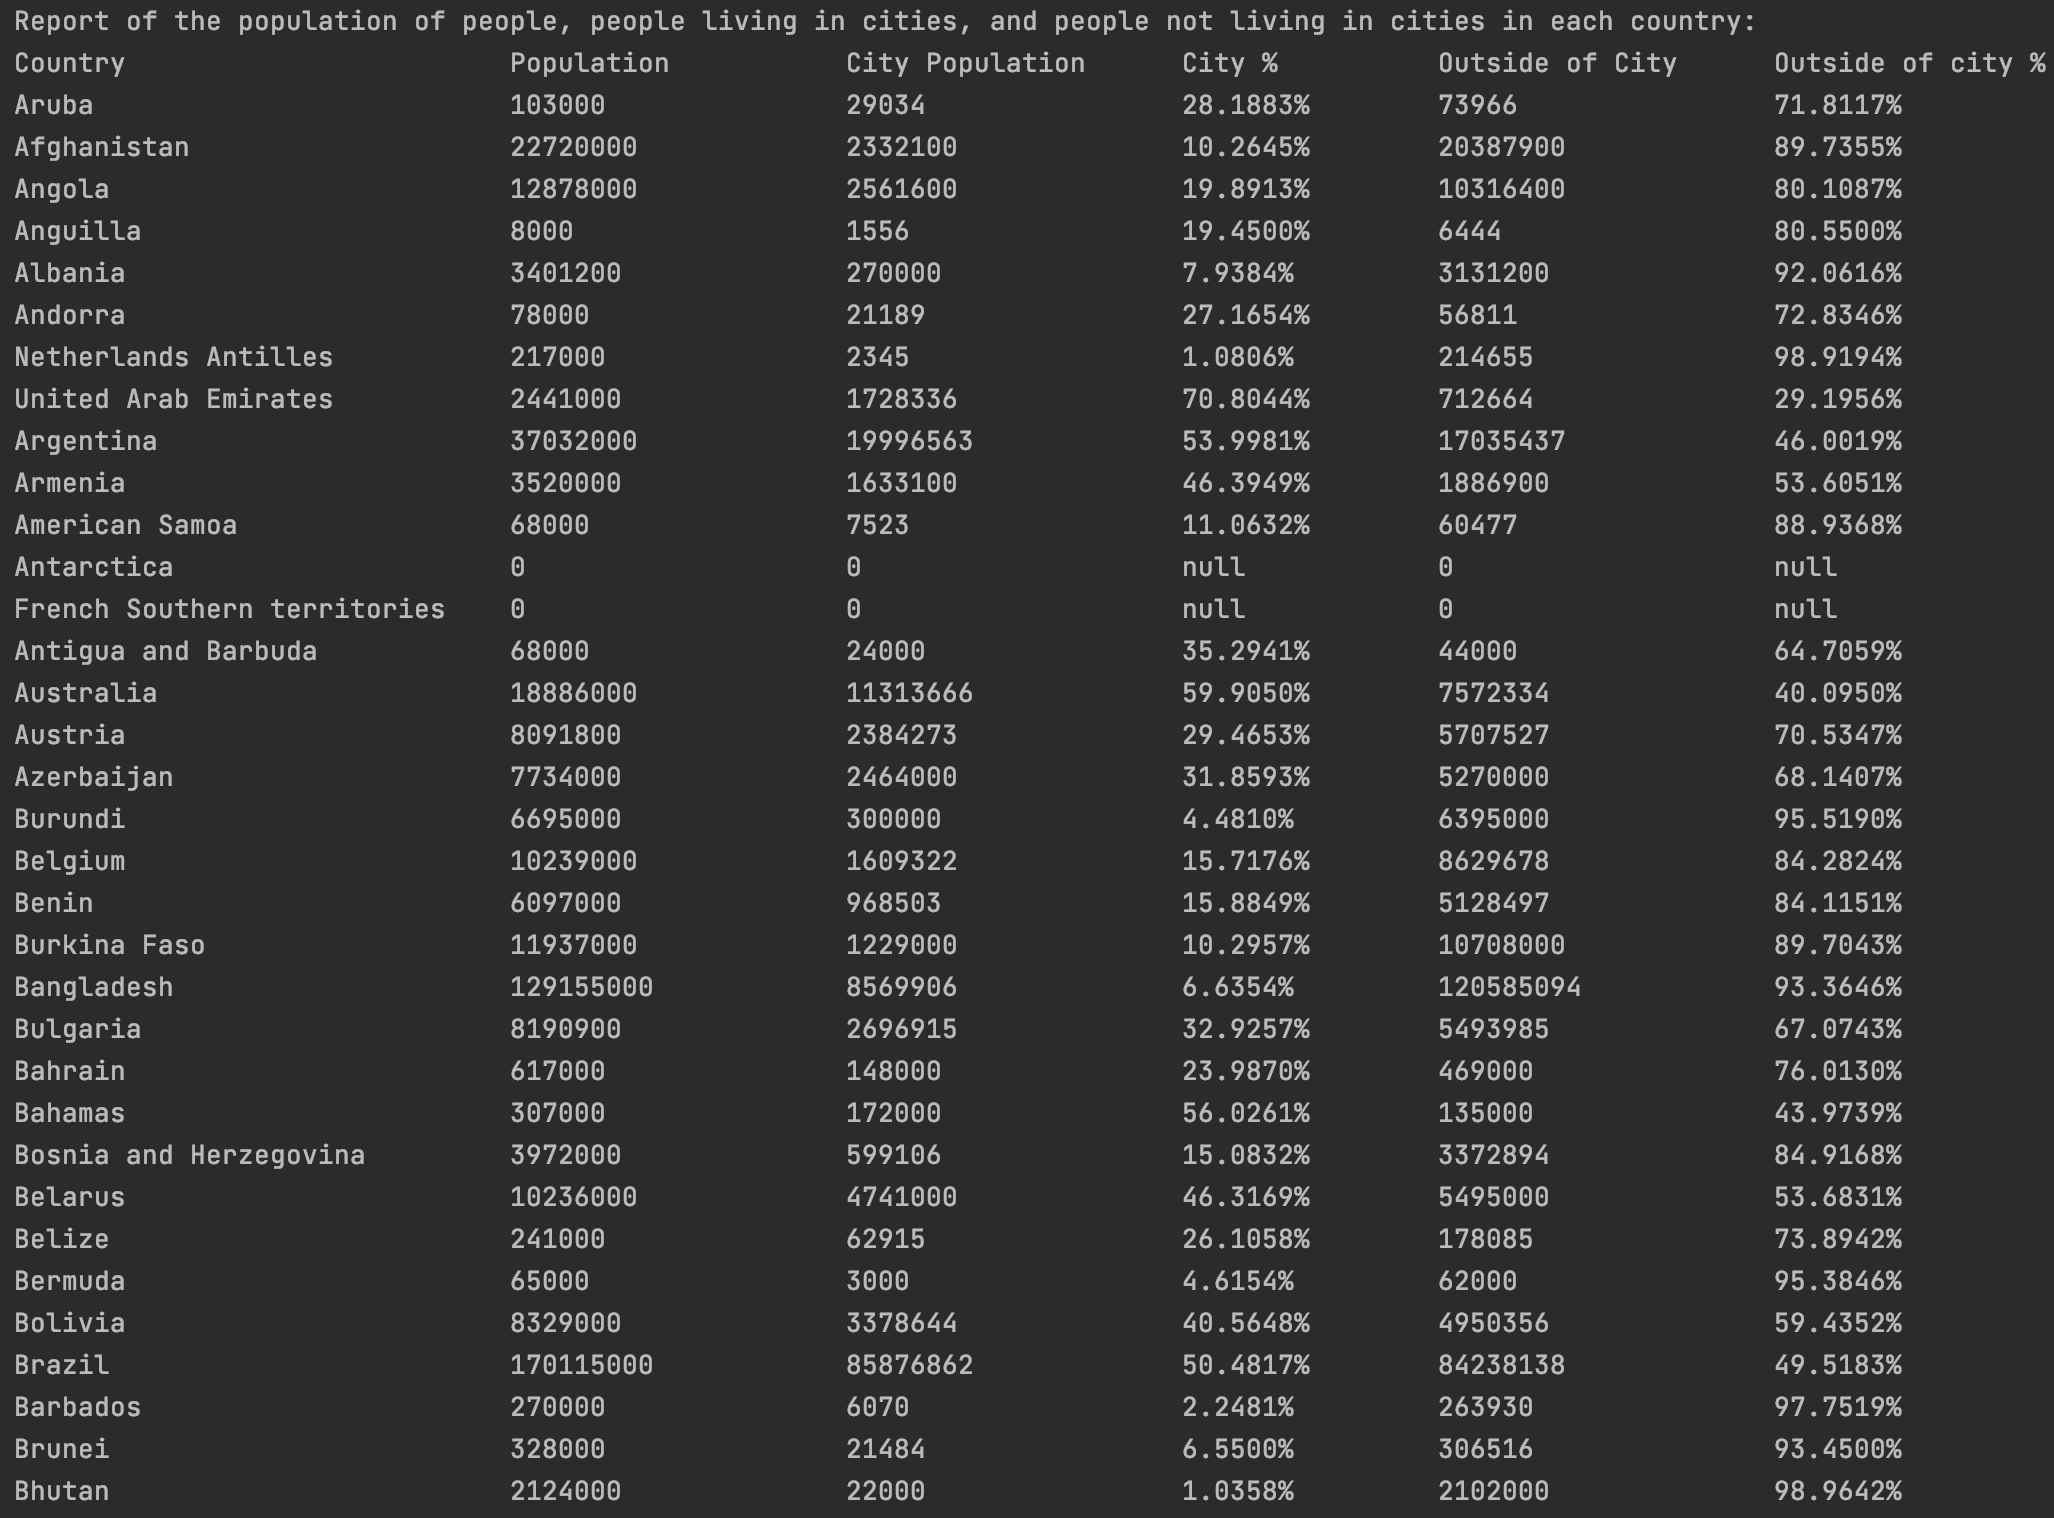 Report of the population of people, people living in cities, and people not living in cities in each country:
Country Population City Population City % Outside of City Outside of city %
Aruba 103000 29034 28.1883% 73966 71.8117%
Afghanistan 22720000 2332100 10.2645% 20387900 89.7355%
Angola 12878000 2561600 19.8913% 10316400 80.1087%
Anguilla 8000 1556 19.4500% 6444 80.5500%
Albania 3401200 270000 7.9384% 3131200 92.0616%
Andorra 78000 21189 27.1654% 56811 72.8346%
Netherlands Antilles 217000 2345 1.0806% 214655 98.9194%
United Arab Emirates 2441000 1728336 70.8044% 712664 29.1956%
Argentina 37032000 19996563 53.9981% 17035437 46.0019%
Armenia 3520000 1633100 46.3949% 1886900 53.6051%
American Samoa 68000 7523 11.0632% 60477 88.9368%
Antarctica 0 0 null 0 null
French Southern territories 0 0 null 0 null
Antigua and Barbuda 68000 24000 35.2941% 44000 64.7059%
Australia 18886000 11313666 59.9050% 7572334 40.0950%
Austria 8091800 2384273 29.4653% 5707527 70.5347%
Azerbaijan 7734000 2464000 31.8593% 5270000 68.1407%
Burundi 6695000 300000 4.4810% 6395000 95.5190%
Belgium 10239000 1609322 15.7176% 8629678 84.2824%
Benin 6097000 968503 15.8849% 5128497 84.1151%
Burkina Faso 11937000 1229000 10.2957% 10708000 89.7043%
Bangladesh 129155000 8569906 6.6354% 120585094 93.3646%
Bulgaria 8190900 2696915 32.9257% 5493985 67.0743%
Bahrain 617000 148000 23.9870% 469000 76.0130%
Bahamas 307000 172000 56.0261% 135000 43.9739%
Bosnia and Herzegovina 3972000 599106 15.0832% 3372894 84.9168%
Belarus 10236000 4741000 46.3169% 5495000 53.6831%
Belize 241000 62915 26.1058% 178085 73.8942%
Bermuda 65000 3000 4.6154% 62000 95.3846%
Bolivia 8329000 3378644 40.5648% 4950356 59.4352%
Brazil 170115000 85876862 50.4817% 84238138 49.5183%
Barbados 270000 6070 2.2481% 263930 97.7519%
Brunei 328000 21484 6.5500% 306516 93.4500%
Bhutan 2124000 22000 1.0358% 2102000 98.9642%